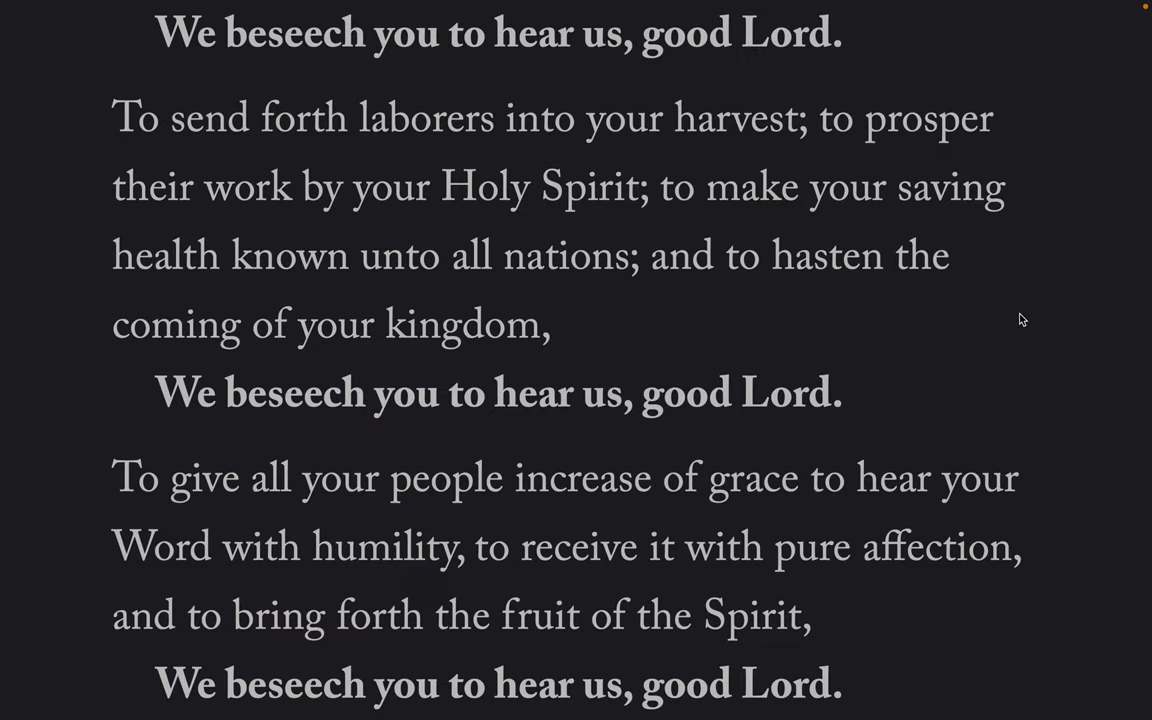 We beseech you to hear us, good Lord.
To send forth laborers into your harvest; to prosper
their work by your Holy Spirit; to make your saving
health known unto all nations; and to hasten the
coming of your kingdom,
We beseech you to hear us, good Lord.
To give all your people increase of grace to hear your
Word with humility, to receive it with pure affection,
and to bring forth the fruit of the Spirit,
We beseech you to hear us, good Lord.